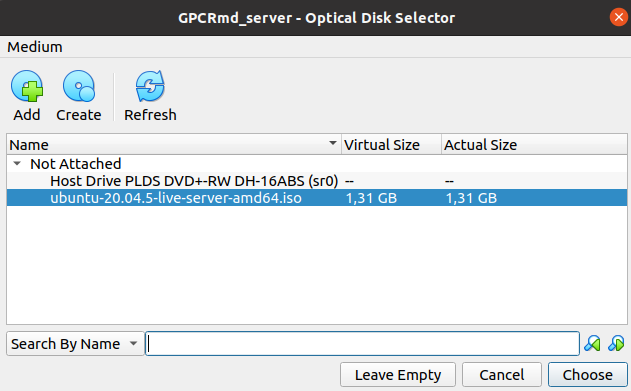 GPCRmd_server - Optical Disk Selector
Medium
Add Create Refresh
Name Virtual Size Actual Size
Not Attached
Host Drive PLDS DVD+-RW DH-16ABS (sr0) -- --
ubuntu-20.04.5-live-server-amd64.iso 1,31 GB 1,31 GB
Search By Name
Leave Empty Cancel Choose